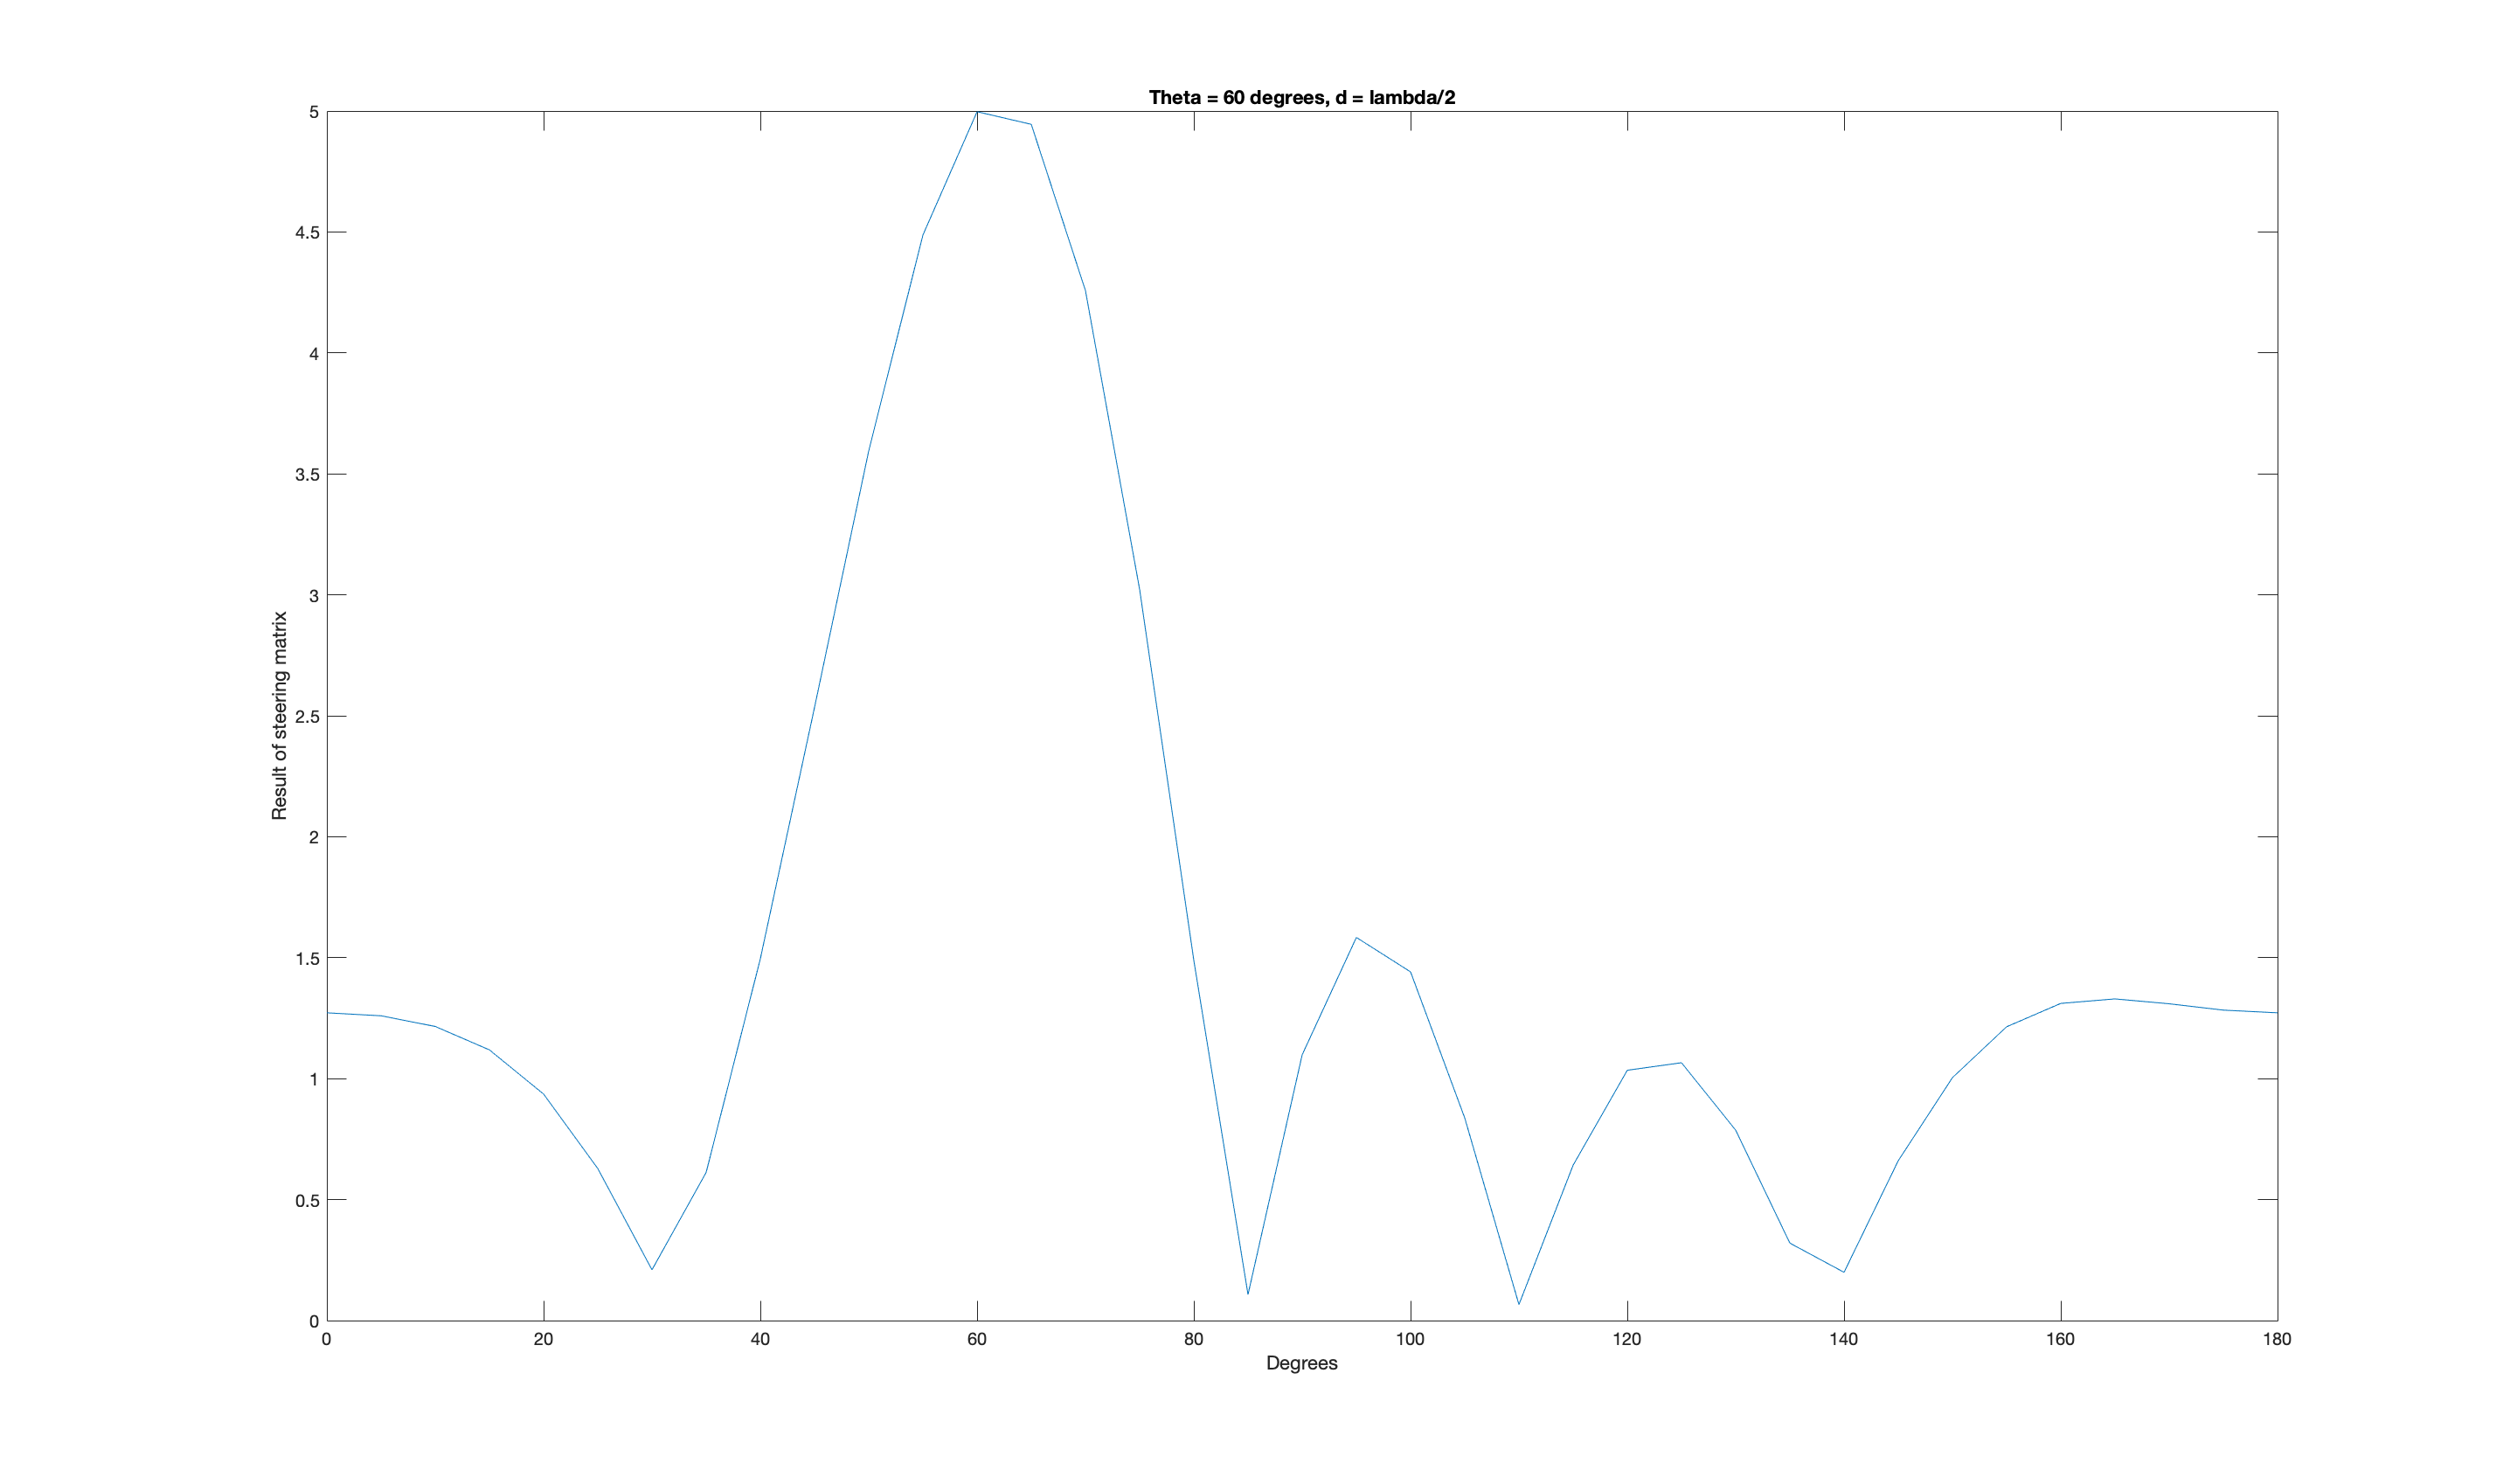 Theta = 60 degrees, d = lambda/2
5
4.5
4
3.5
3
2.5
2
1.5
1
0.5
0
Result of steering matrix
0 20 40 60 80 100 120 140 160 180
Degrees